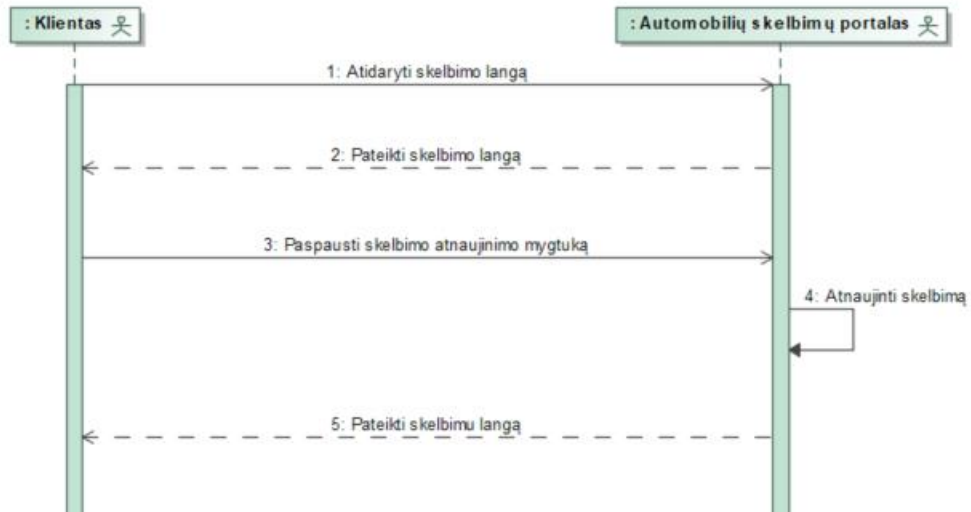 : Klientas
: Automobilių skelbimų portalas
1: Atidaryti skelbimo langą
2: Pateikti skelbimo langą
3: Paspausti skelbimo atnaujinimo mygtuką
4: Atnaujinti skelbimą
5: Pateikti skelbimu langą